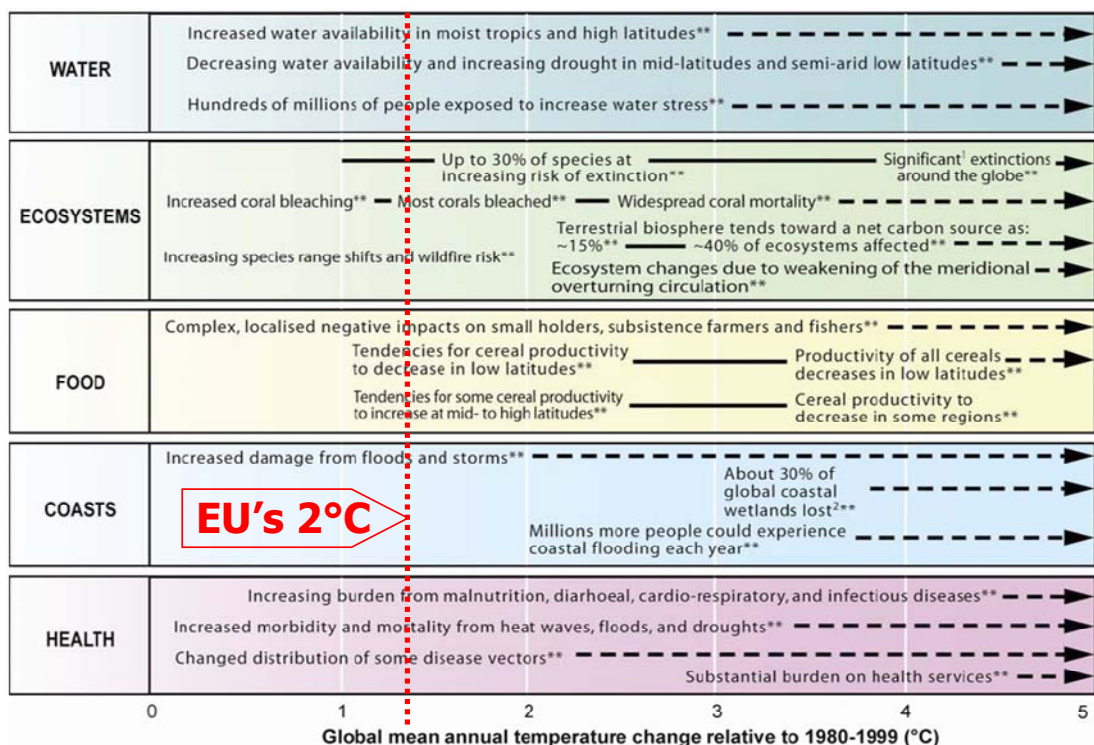 WATER
Increased water availability in moist tropics and high latitudes**
Decreasing water availability and increasing drought in mid-latitudes and semi-arid low latitudes**
Hundreds of millions of people exposed to increase water stress**
ECOSYSTEMS
Up to 30% of species at
increasing risk of extinction**
Significant¹ extinctions
around the globe**
Increased coral bleaching**
Most corals bleached**
Widespread coral mortality**
Terrestrial biosphere tends toward a net carbon source as:
~15%**
~40% of ecosystems affected**
Increasing species range shifts and wildfire risk**
Ecosystem changes due to weakening of the meridional
overturning circulation**
FOOD
Complex, localised negative impacts on small holders, subsistence farmers and fishers**
Tendencies for cereal productivity
to decrease in low latitudes**
Productivity of all cereals
decreases in low latitudes**
Tendencies for some cereal productivity
to increase at mid- to high latitudes**
Cereal productivity to
decrease in some regions**
COASTS
Increased damage from floods and storms**
About 30% of
global coastal
wetlands lost²**
EU's 2°C
Millions more people could experience
coastal flooding each year**
HEALTH
Increasing burden from malnutrition, diarhoeal, cardio-respiratory, and infectious diseases**
Increased morbidity and mortality from heat waves, floods, and droughts**
Changed distribution of some disease vectors**
Substantial burden on health services**
0 1 2 3 4 5
Global mean annual temperature change relative to 1980-1999 (°C)